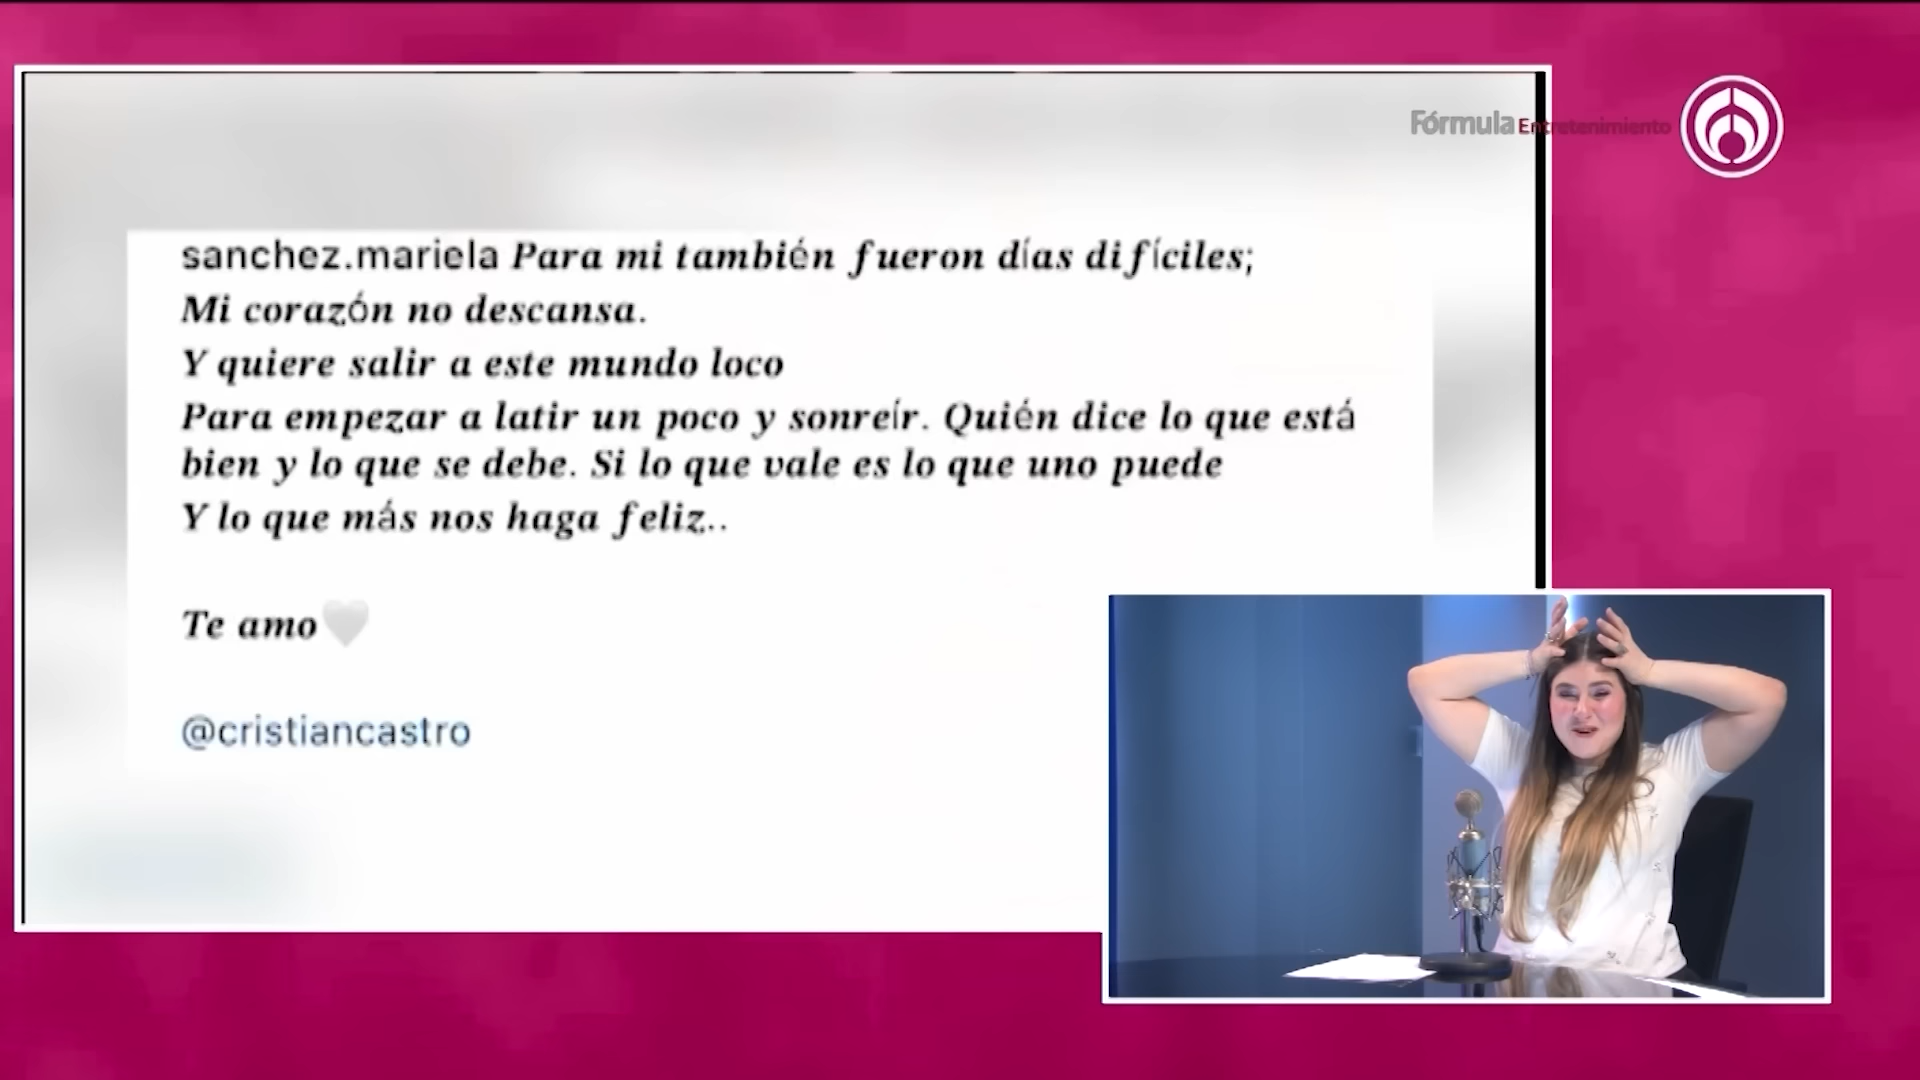 Fórmula Entretenimiento
sanchez.mariela Para mi también fueron días difíciles;
Mi corazón no descansa.
Y quiere salir a este mundo loco
Para empezar a latir un poco y sonreír. Quién dice lo que está
bien y lo que se debe. Si lo que vale es lo que uno puede
Y lo que más nos haga feliz..
Te amo🤍
@cristiancastro